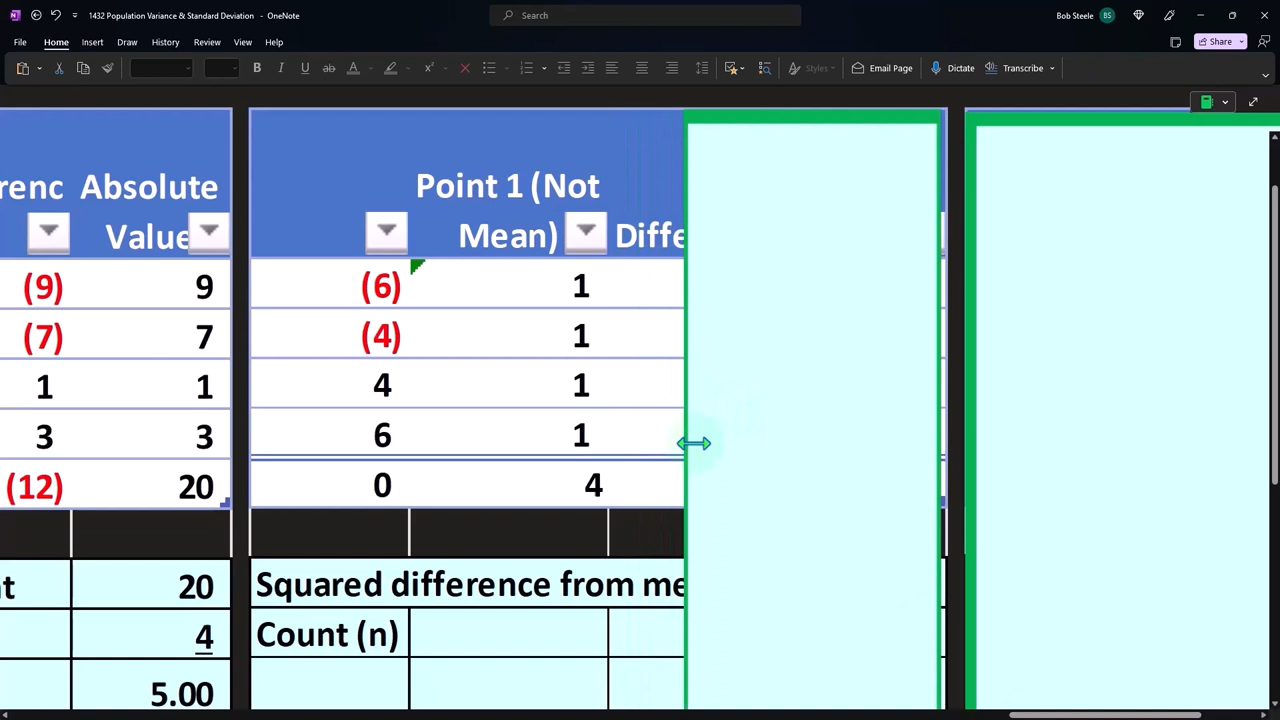 1432 Population Variance & Standard Deviation - OneNote
Search
Bob Steele BS
File Home Insert Draw History Review View Help
Share
B I U ab A x² Styles Email Page Dictate Transcribe
renc Absolute Value
(9) 9
(7) 7
1 1
3 3
(12) 20
t 20
4
5.00
Point 1 (Not
Mean) Diffe
(6) 1
(4) 1
4 1
6 1
0 4
Squared difference from me
Count (n)